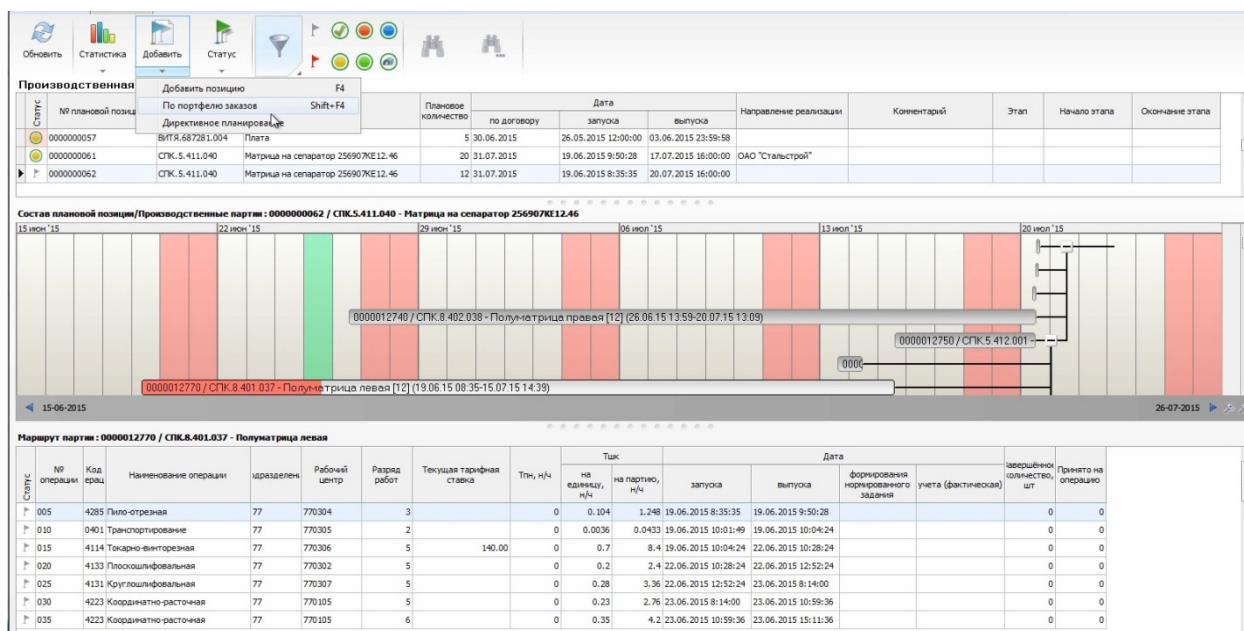 Обновить Статистика Добавить Статус
Производственная
Добавить позицию F4
По портфелю заказов Shift+F4
Директивное планирование
Статус № плановой позиц Плановое количество Дата Направление реализации Комментарий Этап Начало этапа Окончание этапа
по договору запуска выпуска
0000000057 ВИТЯ.687281.004 Плата 5 30.06.2015 26.05.2015 12:00:00 03.06.2015 23:59:58
0000000061 СПК.5.411.040 Матрица на сепаратор 256907КЕ12.46 20 31.07.2015 19.06.2015 9:50:28 17.07.2015 16:00:00 ОАО "Стальстрой"
0000000062 СПК.5.411.040 Матрица на сепаратор 256907КЕ12.46 12 31.07.2015 19.06.2015 8:35:35 20.07.2015 16:00:00
Состав плановой позиции/Производственные партии : 0000000062 / СПК.5.411.040 - Матрица на сепаратор 256907КЕ12.46
15 июн '15 22 июн '15 29 июн '15 06 июл '15 13 июл '15 20 июл '15
0000012740 / СПК.8.402.038 - Полуматрица правая [12] (26.06.15 13:59-20.07.15 13:09)
0000012750 / СПК.5.412.001 -
0000
0000012770 / СПК.8.401.037 - Полуматрица левая [12] (19.06.15 08:35-15.07.15 14:39)
15-06-2015 26-07-2015
Маршрут партии : 0000012770 / СПК.8.401.037 - Полуматрица левая
Статус № операции Код ерац Наименование операции одразделени Рабочий центр Разряд работ Текущая тарифная ставка Тпн, н/ч Тшк Дата завершённо количество, шт Принято на операцию
на единицу, н/ч на партию, н/ч запуска выпуска формирования нормированного задания учета (фактическая)
005 4285 Пило-отрезная 77 770304 3 0 0.104 1.248 19.06.2015 8:35:35 19.06.2015 9:50:28 0 0
010 0401 Транспортирование 77 770305 2 0 0.0036 0.0433 19.06.2015 10:01:49 19.06.2015 10:04:24 0 0
015 4114 Токарно-винторезная 77 770306 5 140.00 0 0.7 8.4 19.06.2015 10:04:24 22.06.2015 10:28:24 0 0
020 4133 Плоскошлифовальная 77 770302 5 0 0.2 2.4 22.06.2015 10:28:24 22.06.2015 12:52:24 0 0
025 4131 Круглошлифовальная 77 770307 5 0 0.28 3.36 22.06.2015 12:52:24 23.06.2015 8:14:00 0 0
030 4223 Координатно-расточная 77 770105 5 0 0.23 2.76 23.06.2015 8:14:00 23.06.2015 10:59:36 0 0
035 4223 Координатно-расточная 77 770105 6 0 0.35 4.2 23.06.2015 10:59:36 23.06.2015 15:11:36 0 0